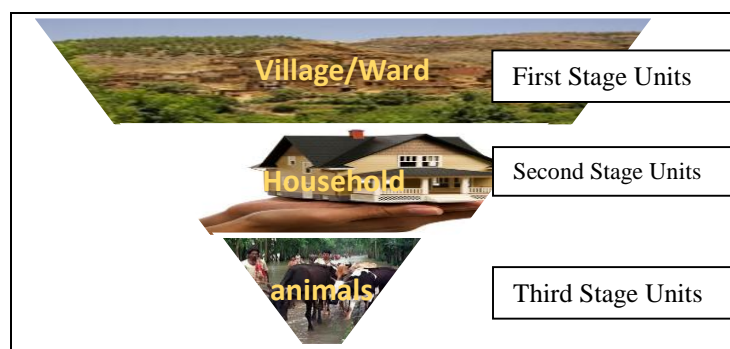 Village/Ward
First Stage Units
Household
Second Stage Units
animals
Third Stage Units